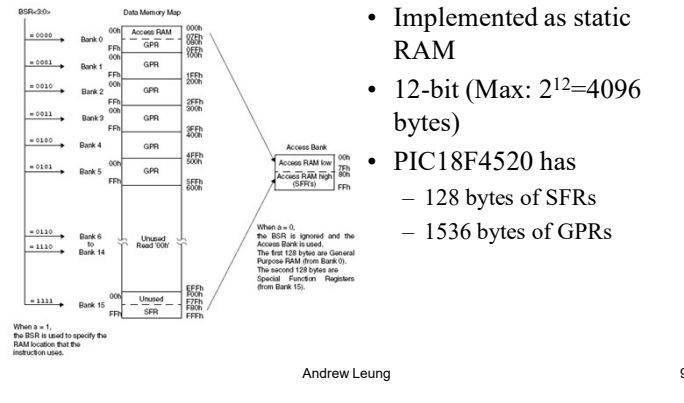 BSR<3:0>
Data Memory Map
= 0000
Bank 0
00h
FFh
Access RAM
GPR
000h
07Fh
080h
0FFh
= 0001
Bank 1
00h
FFh
GPR
100h
1FFh
= 0010
Bank 2
00h
FFh
GPR
200h
2FFh
= 0011
Bank 3
00h
FFh
GPR
300h
3FFh
= 0100
Bank 4
GPR
400h
4FFh
= 0101
Bank 5
00h
FFh
GPR
500h
5FFh
600h
= 0110
= 1110
Bank 6
to
Bank 14
Unused
Read '00h'
= 1111
Bank 15
00h
FFh
Unused
SFR
EFFh
F00h
F7Fh
F80h
FFFh
When a = 1,
the BSR is used to specify the
RAM location that the
instruction uses.
Access Bank
Access RAM low
Access RAM high
(SFR's)
00h
7Fh
80h
FFh
When a = 0,
the BSR is ignored and the
Access Bank is used.
The first 128 bytes are General
Purpose RAM (from Bank 0).
The second 128 bytes are
Special Function Registers
(from Bank 15).
• Implemented as static
RAM
• 12-bit (Max: 2¹²=4096
bytes)
• PIC18F4520 has
– 128 bytes of SFRs
– 1536 bytes of GPRs
Andrew Leung
9